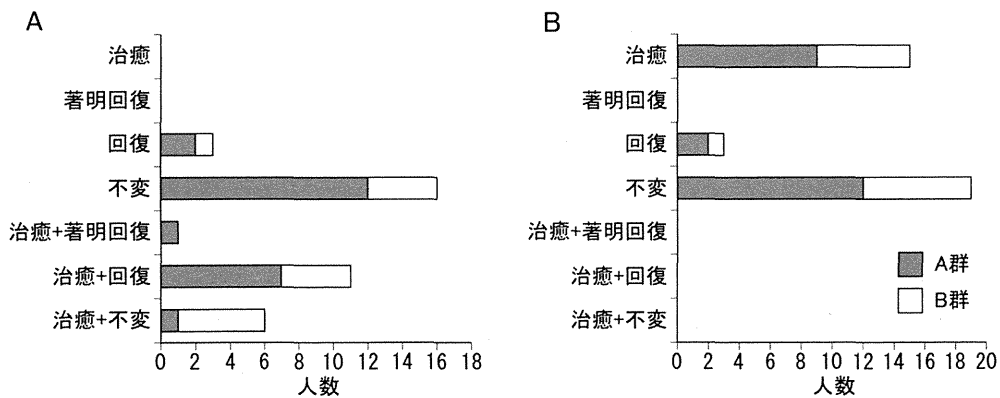 A
治癒
著明回復
回復
不変
治癒+著明回復
治癒+回復
治癒+不変
0 2 4 6 8 10 12 14 16 18
人数
B
治癒
著明回復
回復
不変
治癒+著明回復
治癒+回復
治癒+不変
A群
B群
0 2 4 6 8 10 12 14 16 18 20
人数